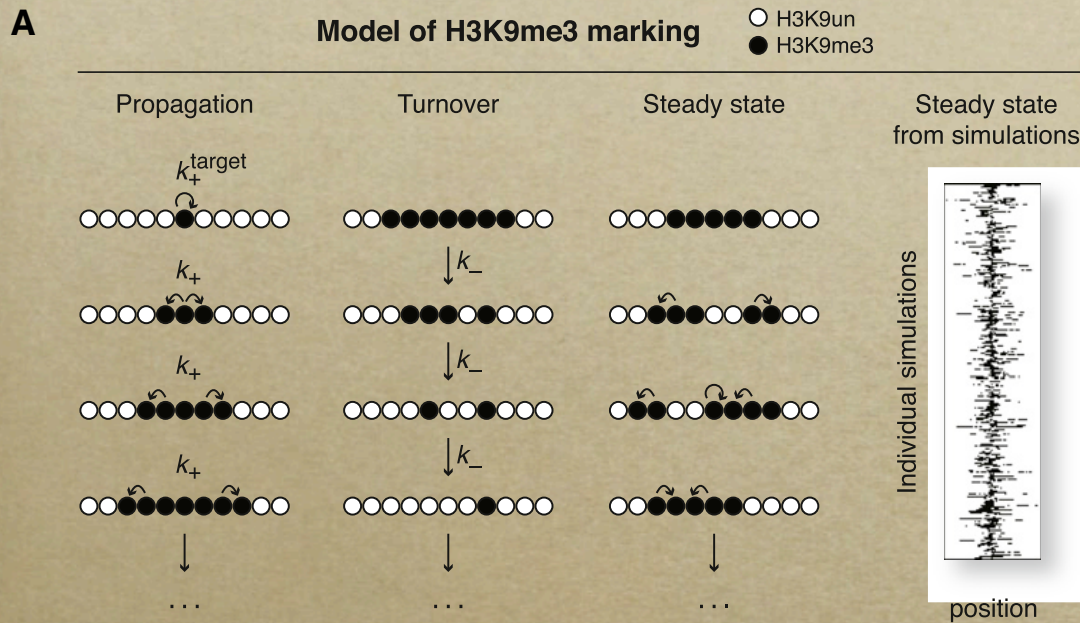 A
Model of H3K9me3 marking
H3K9un
H3K9me3
Propagation
Turnover
Steady state
Steady state
from simulations
k₊ᵗᵃʳᵍᵉᵗ
k₊
k₋
k₊
k₋
k₊
k₋
...
...
...
Individual simulations
position